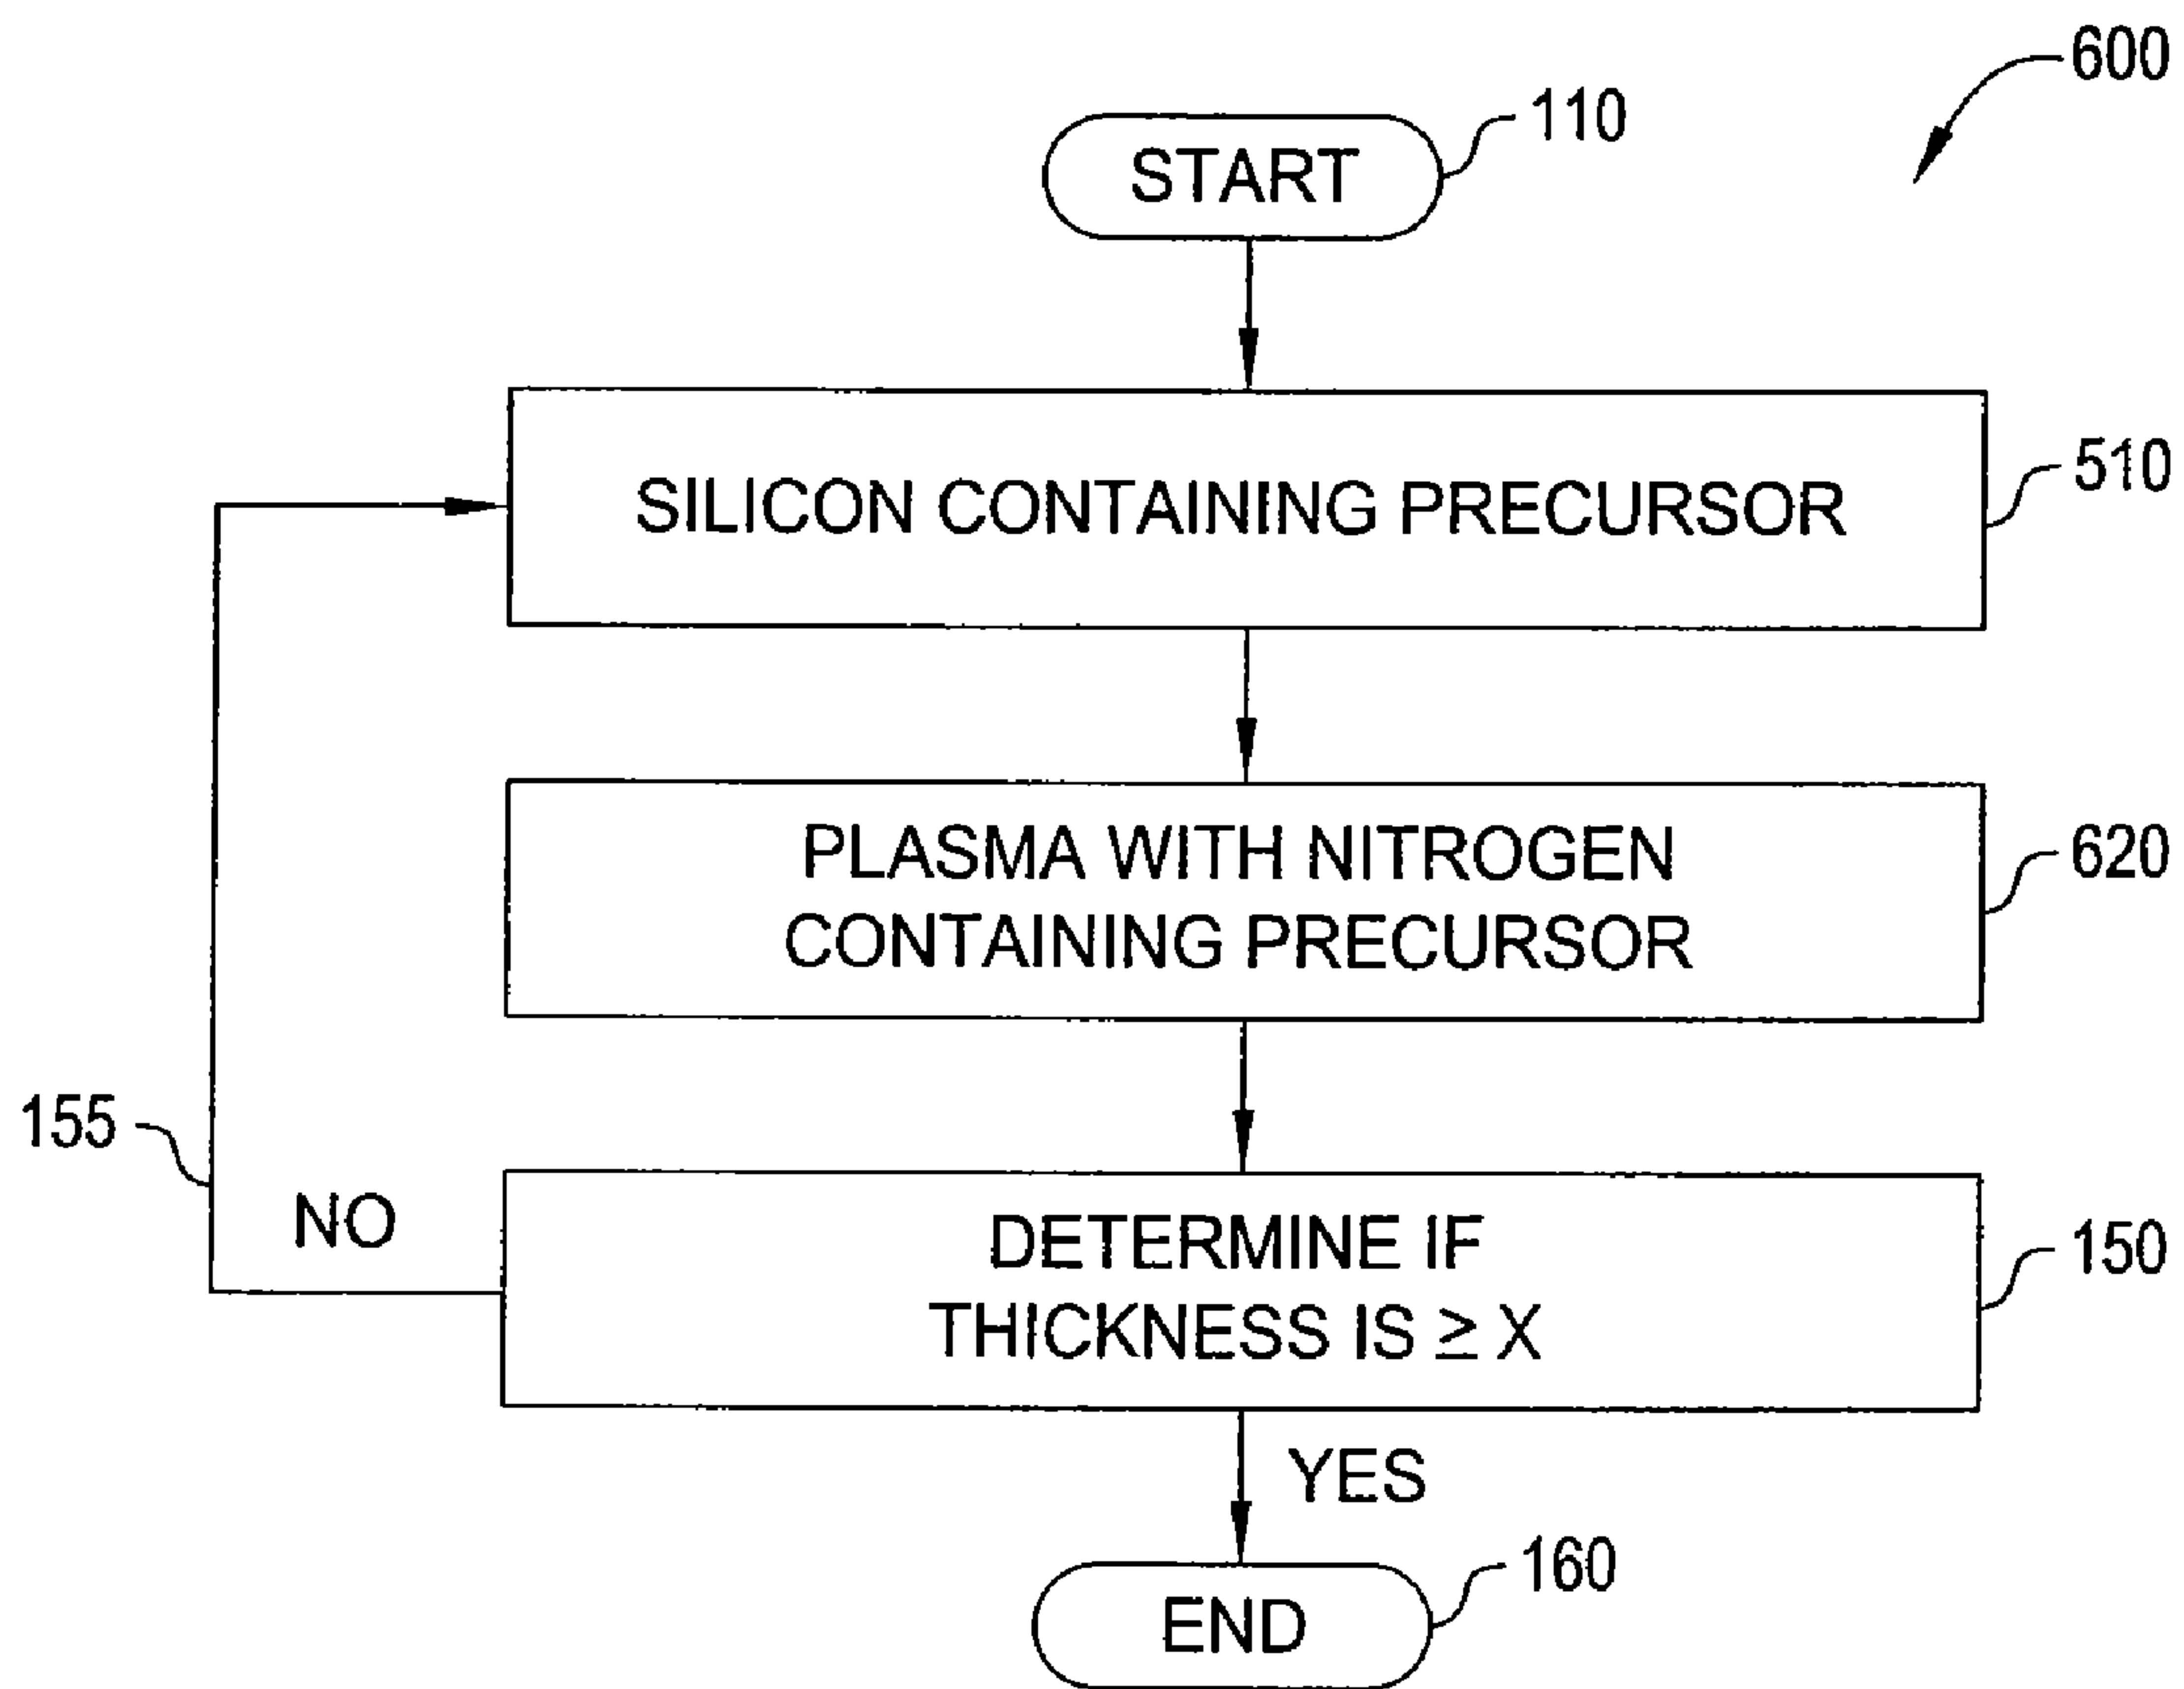 600
110
START
SILICON CONTAINING PRECURSOR
510
PLASMA WITH NITROGEN
CONTAINING PRECURSOR
620
155
NO
DETERMINE IF
THICKNESS IS ≥ X
150
YES
160
END